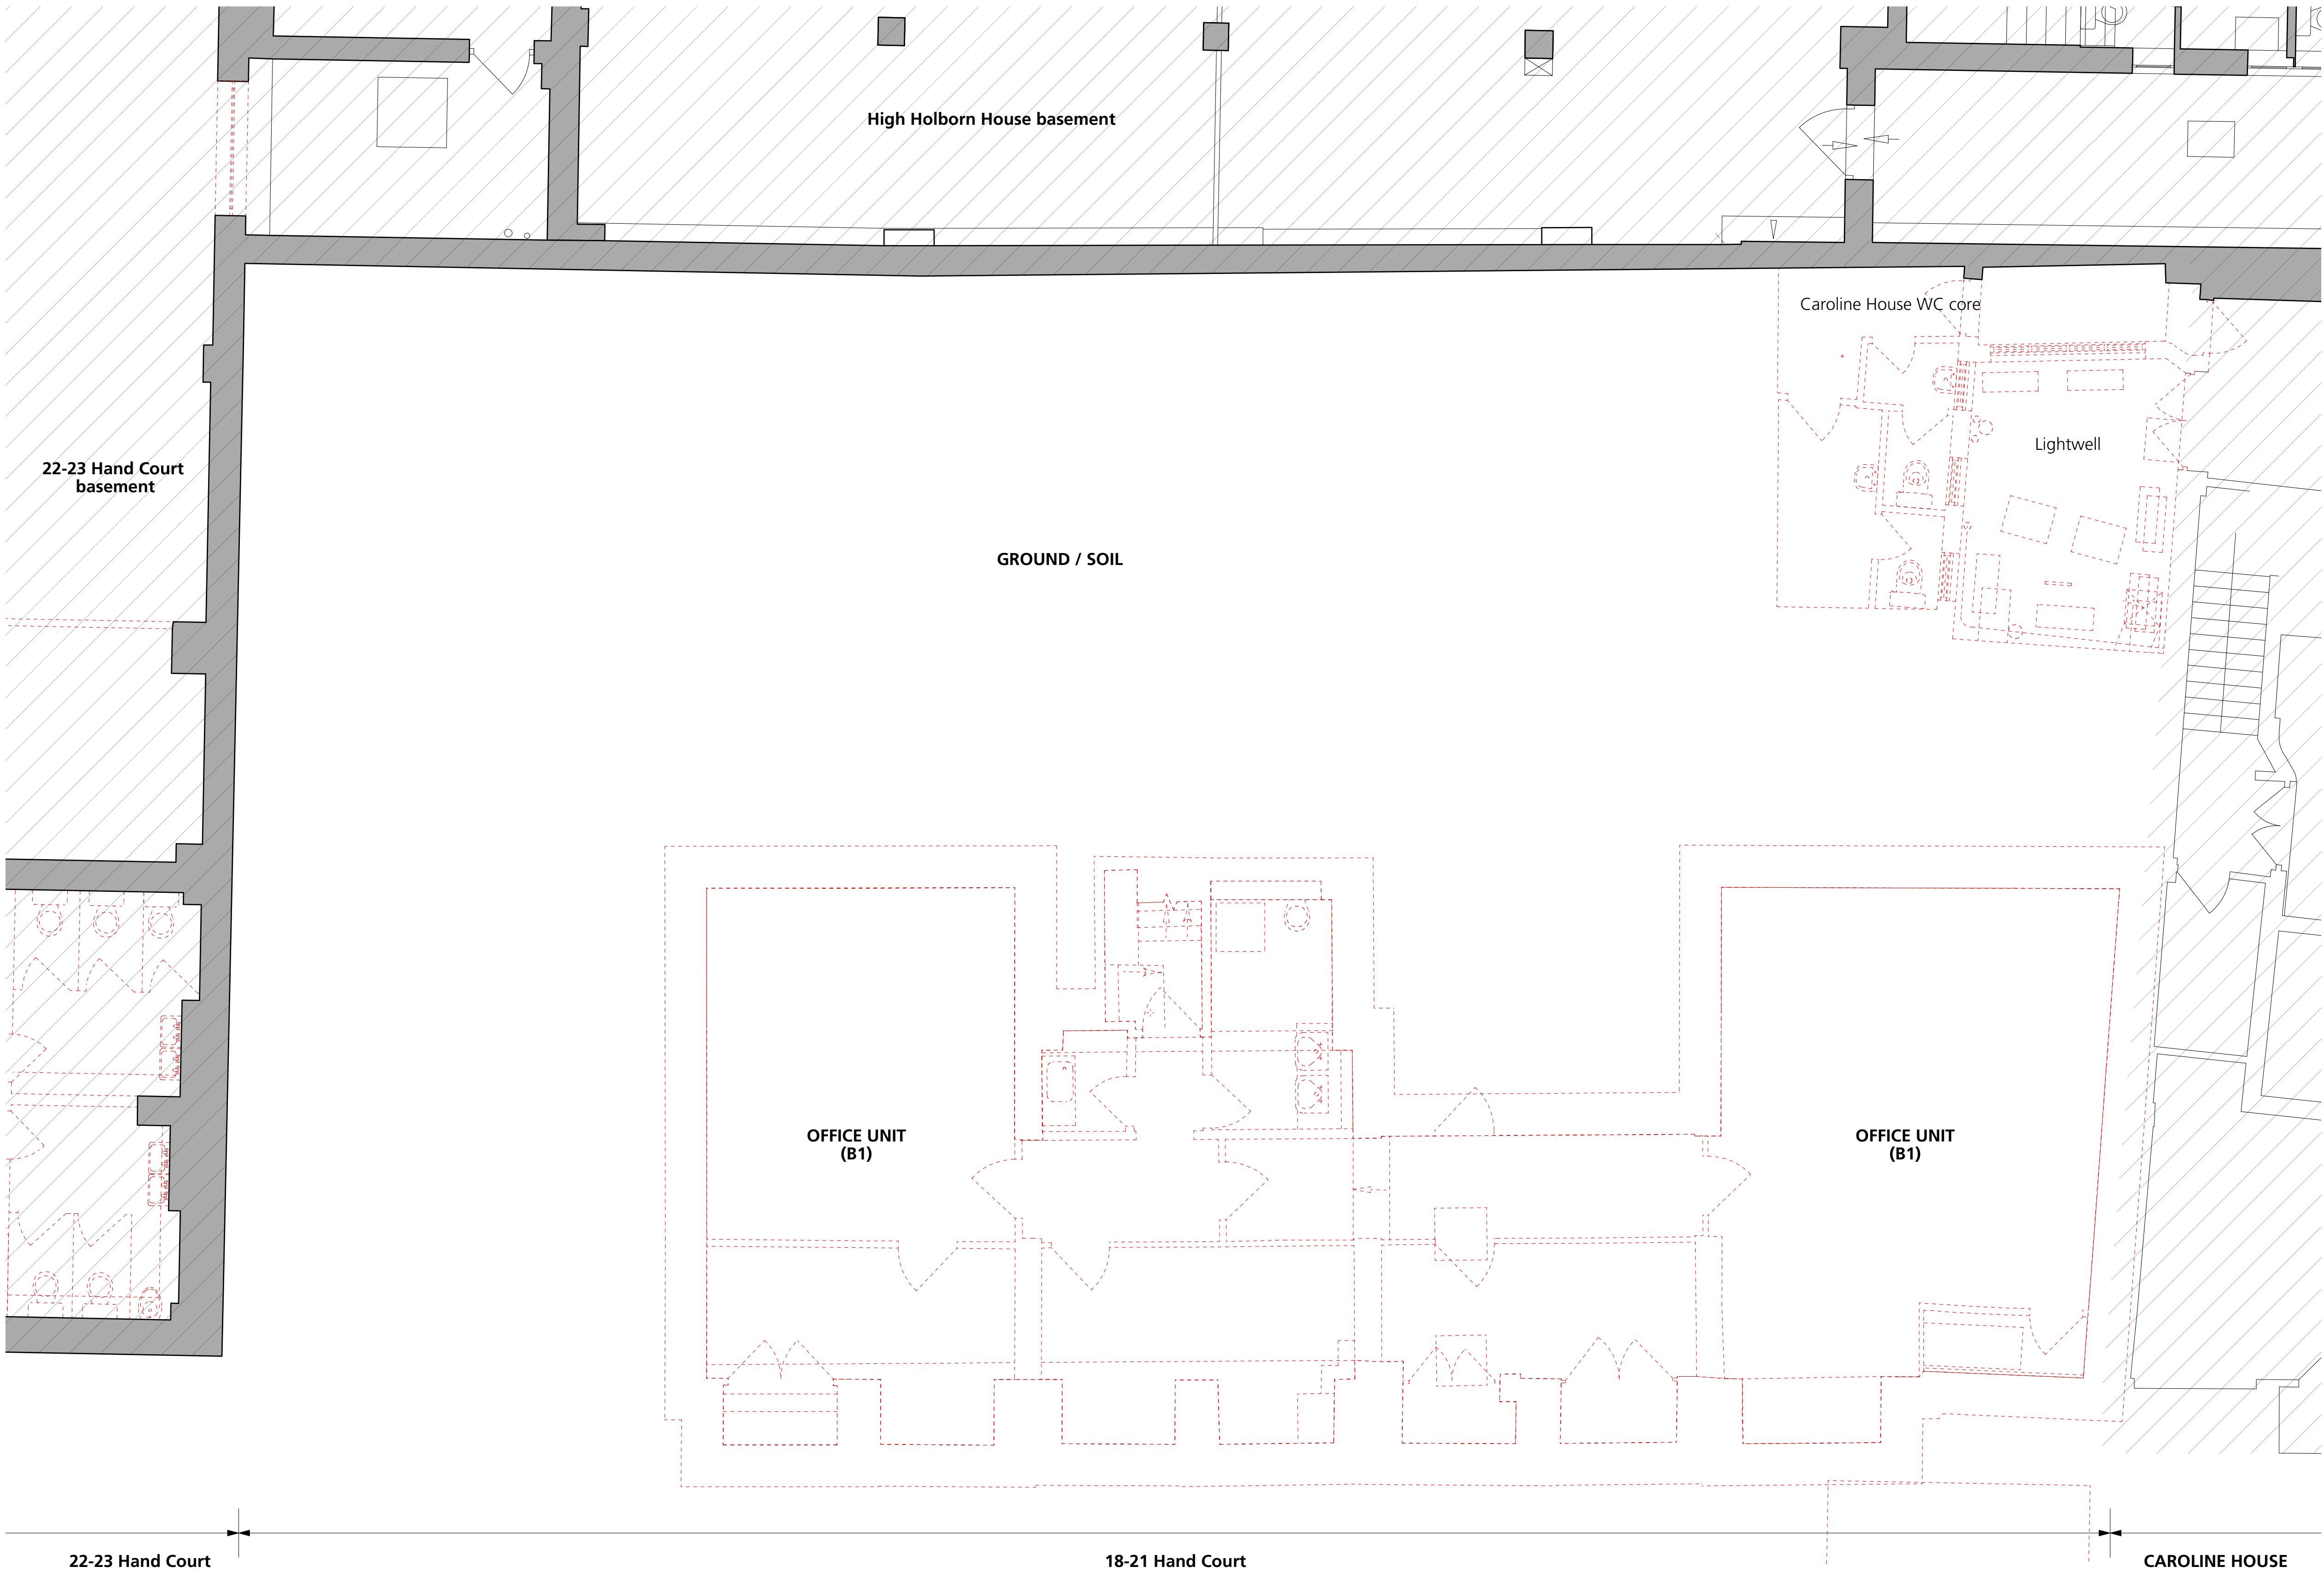 High Holborn House basement
Caroline House WC core
Lightwell
22-23 Hand Court
basement
GROUND / SOIL
OFFICE UNIT
(B1)
OFFICE UNIT
(B1)
22-23 Hand Court
18-21 Hand Court
CAROLINE HOUSE